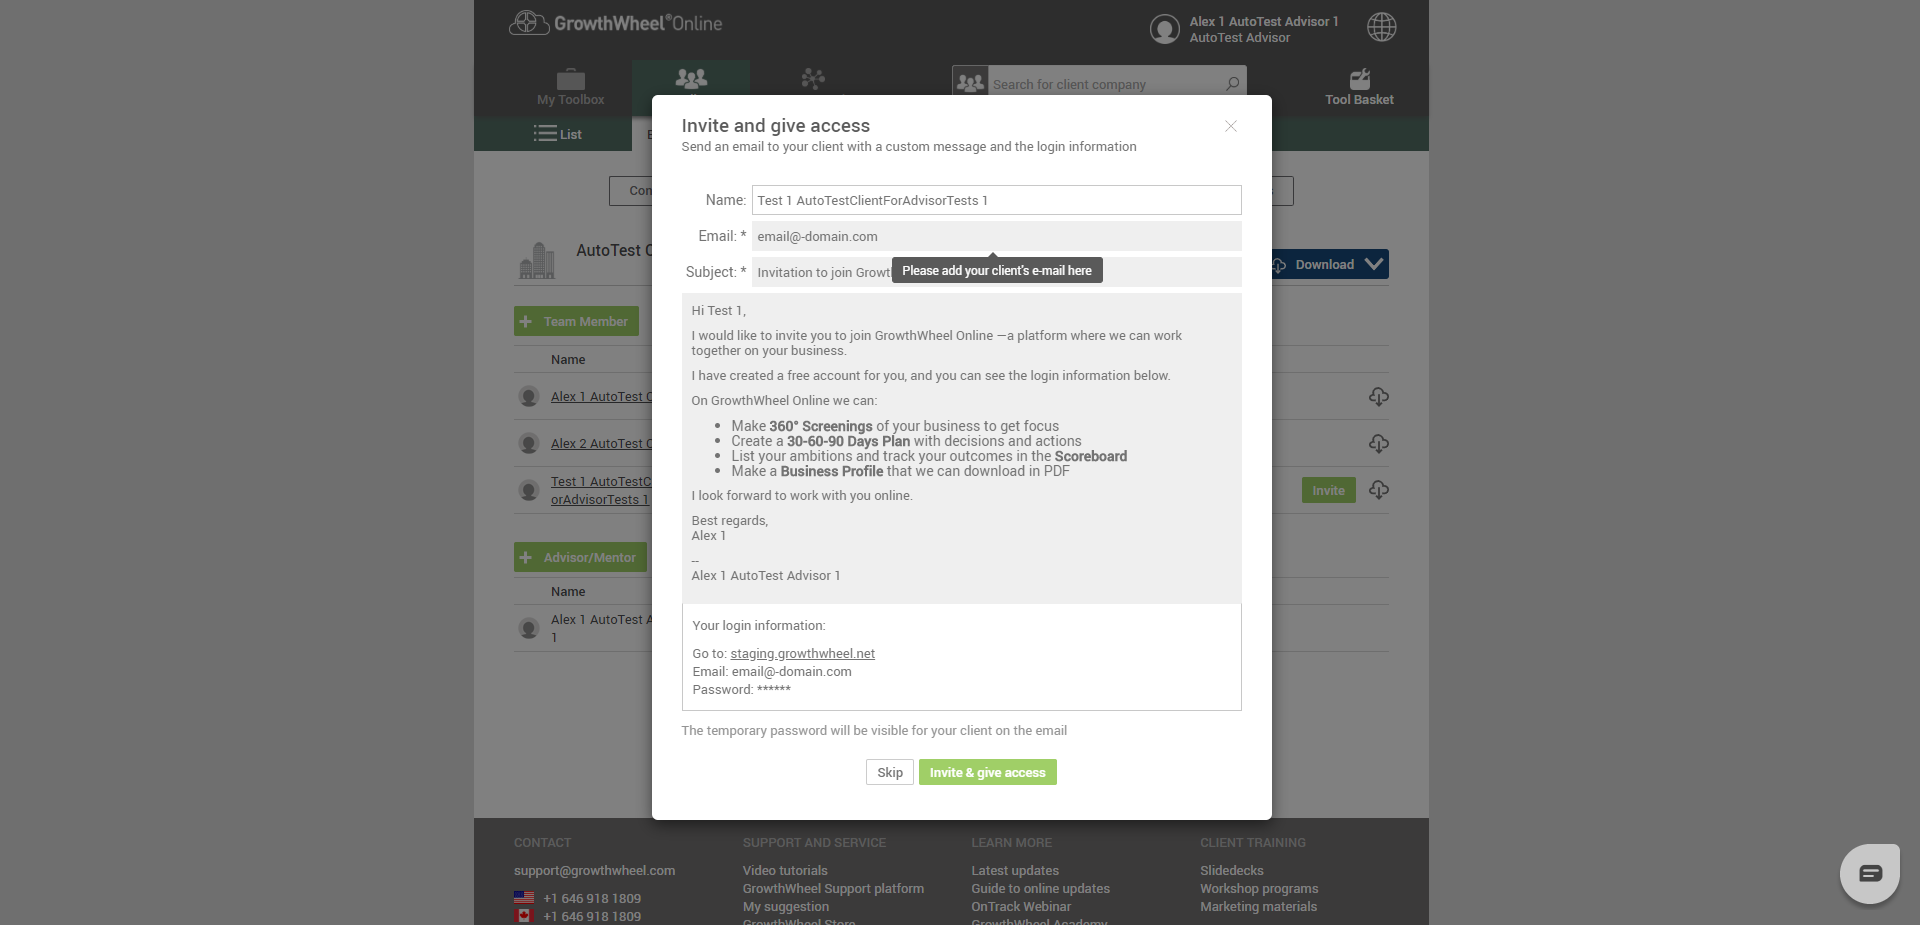 GrowthWheel®Online
Alex 1 AutoTest Advisor 1
AutoTest Advisor
My Toolbox
Search for client company
Tool Basket
List
Invite and give access
Send an email to your client with a custom message and the login information
Name: Test 1 AutoTestClientForAdvisorTests 1
Email: * email@-domain.com
Subject: * Invitation to join
Please add your client's e-mail here
AutoTest
Download
Hi Test 1,
I would like to invite you to join GrowthWheel Online —a platform where we can work
together on your business.
I have created a free account for you, and you can see the login information below.
On GrowthWheel Online we can:
• Make 360° Screenings of your business to get focus
• Create a 30-60-90 Days Plan with decisions and actions
• List your ambitions and track your outcomes in the Scoreboard
• Make a Business Profile that we can download in PDF
I look forward to work with you online.
Best regards,
Alex 1
--
Alex 1 AutoTest Advisor 1
Your login information:
Go to: staging.growthwheel.net
Email: email@-domain.com
Password: ******
The temporary password will be visible for your client on the email
Skip
Invite & give access
+ Team Member
Name
Alex 1 AutoTest
Alex 2 AutoTest
Test 1
orAdvisorTests 1
Invite
+ Advisor/Mentor
Name
Alex 1 AutoTest
1
CONTACT
support@growthwheel.com
+1 646 918 1809
+1 646 918 1809
SUPPORT AND SERVICE
Video tutorials
GrowthWheel Support platform
My suggestion
GrowthWheel Store
LEARN MORE
Latest updates
Guide to online updates
OnTrack Webinar
GrowthWheel Academy
CLIENT TRAINING
Slidedecks
Workshop programs
Marketing materials